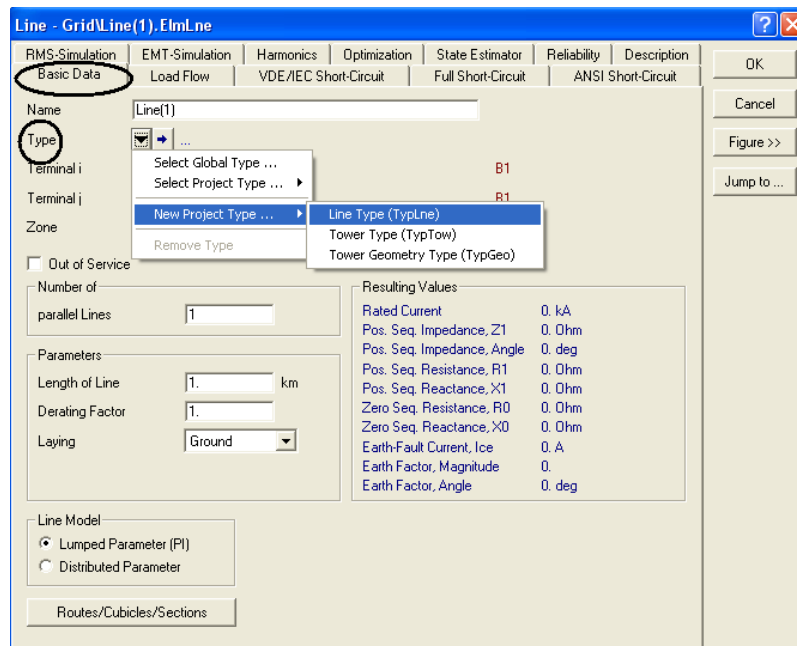 Line - Grid\Line(1).ElmLne
RMS-Simulation EMT-Simulation Harmonics Optimization State Estimator Reliability Description
Basic Data Load Flow VDE/IEC Short-Circuit Full Short-Circuit ANSI Short-Circuit
OK
Cancel
Figure >>
Jump to ...
Name Line(1)
Type ...
Terminal i B1
Terminal j B1
Zone
Select Global Type ...
Select Project Type ...
New Project Type ...
Remove Type
Line Type (TypLne)
Tower Type (TypTow)
Tower Geometry Type (TypGeo)
Out of Service
Number of
parallel Lines 1
Parameters
Length of Line 1. km
Derating Factor 1.
Laying Ground
Resulting Values
Rated Current 0. kA
Pos. Seq. Impedance, Z1 0. Ohm
Pos. Seq. Impedance, Angle 0. deg
Pos. Seq. Resistance, R1 0. Ohm
Pos. Seq. Reactance, X1 0. Ohm
Zero Seq. Resistance, R0 0. Ohm
Zero Seq. Reactance, X0 0. Ohm
Earth-Fault Current, Ice 0. A
Earth Factor, Magnitude 0.
Earth Factor, Angle 0. deg
Line Model
Lumped Parameter (PI)
Distributed Parameter
Routes/Cubicles/Sections